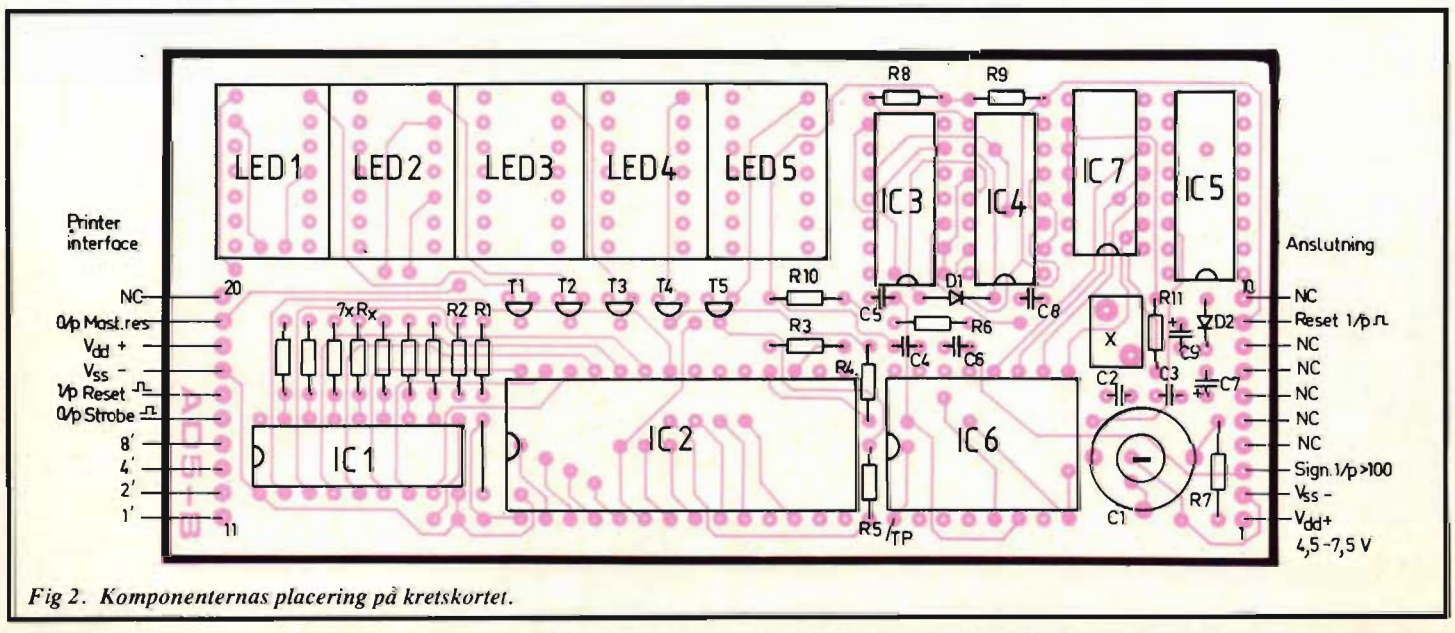 R8
R9
LED1
LED2
LED3
LED4
LED5
IC3
IC4
IC7
IC5
Printer
interface
Anslutning
20
NC
0/p Mast.res
Vdd +
Vss -
1/p Reset
0/p Strobe
8'
4'
2'
1'
11
ADS-B
T1
T2
T3
T4
T5
R10
C5
D1
C8
7x Rx
R2
R1
R3
R6
R4
C4
C6
X
R11
+
C9
D2
C2
C3
+
C7
IC1
IC2
IC6
R5/TP
C1
R7
10
NC
Reset 1/p
NC
NC
NC
NC
NC
Sign. 1/p>100
Vss -
Vdd+
1
4,5-7,5 V
Fig 2. Komponenternas placering på kretskortet.